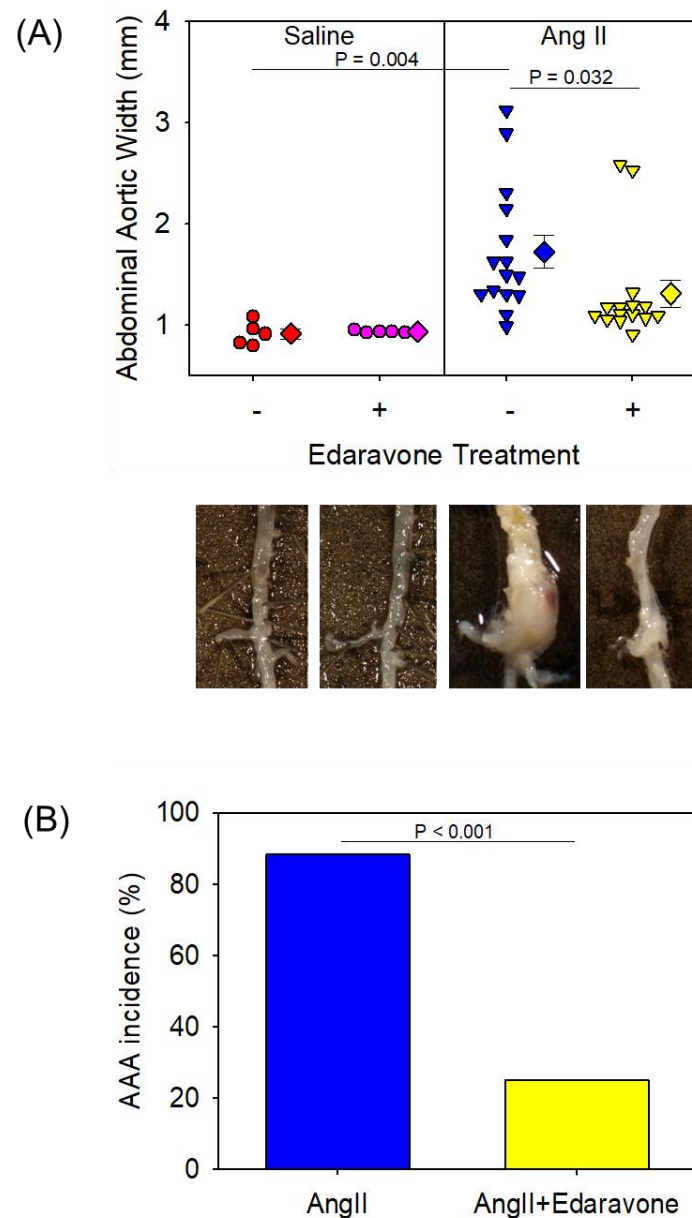 (A)
Abdominal Aortic Width (mm)
4
3
2
1
Saline
Ang II
P = 0.004
P = 0.032
- + - +
Edaravone Treatment
(B)
AAA incidence (%)
100
80
60
40
20
0
P < 0.001
AngII AngII+Edaravone